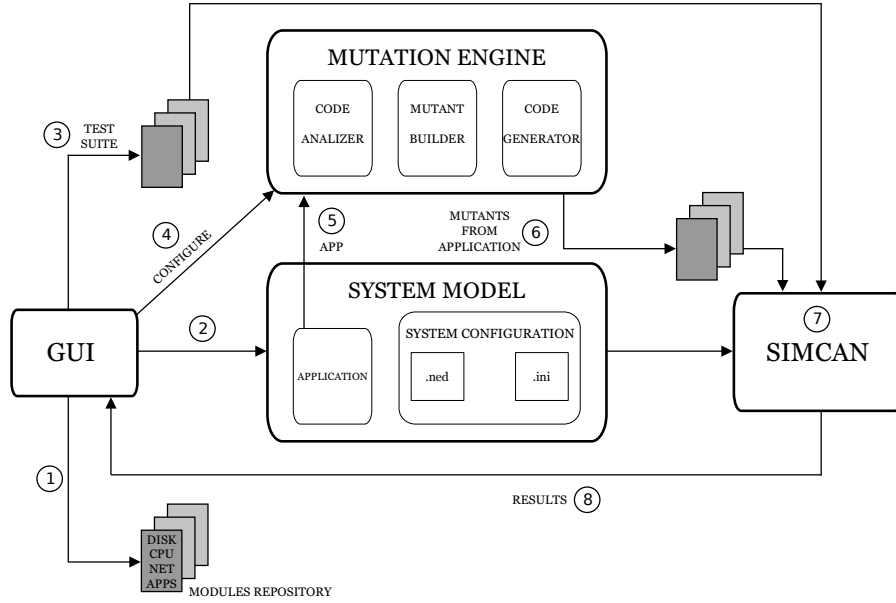 MUTATION ENGINE
CODE
ANALIZER
MUTANT
BUILDER
CODE
GENERATOR
3
TEST
SUITE
4
CONFIGURE
5
APP
MUTANTS
FROM
APPLICATION
6
SYSTEM MODEL
APPLICATION
SYSTEM CONFIGURATION
.ned
.ini
GUI
2
7
SIMCAN
1
RESULTS
8
DISK
CPU
NET
APPS
MODULES REPOSITORY